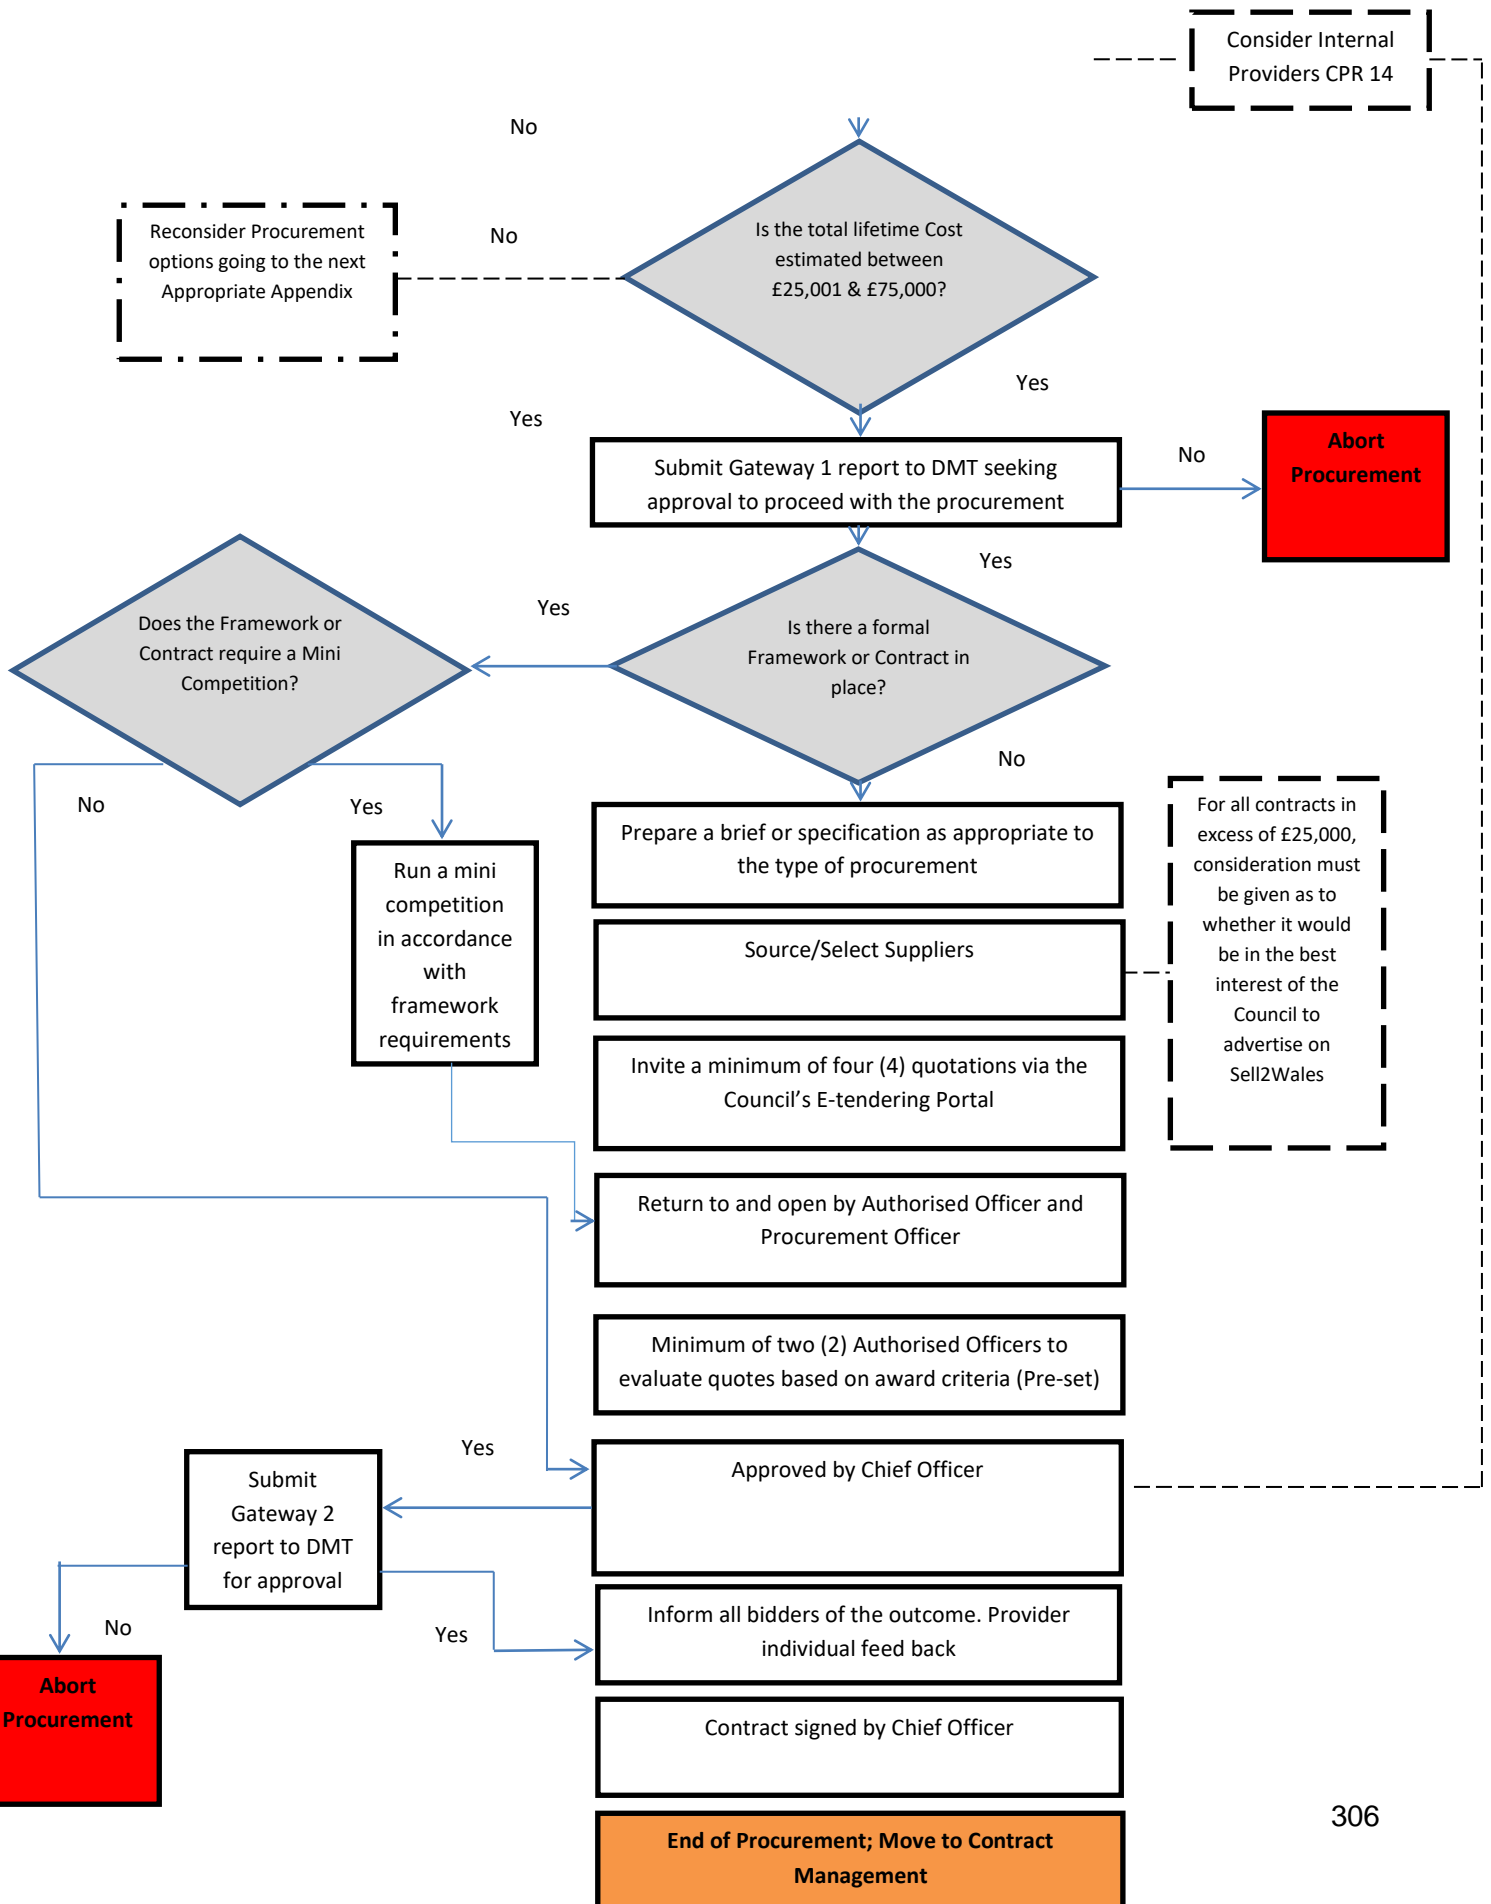 Consider Internal
Providers CPR 14
No
Is the total lifetime Cost
estimated between
£25,001 & £75,000?
No
Reconsider Procurement
options going to the next
Appropriate Appendix
Yes
Yes
Submit Gateway 1 report to DMT seeking
approval to proceed with the procurement
No
Abort
Procurement
Yes
Is there a formal
Framework or Contract in
place?
Yes
Does the Framework or
Contract require a Mini
Competition?
No
No
Yes
Run a mini
competition
in accordance
with
framework
requirements
Prepare a brief or specification as appropriate to
the type of procurement
Source/Select Suppliers
For all contracts in
excess of £25,000,
consideration must
be given as to
whether it would
be in the best
interest of the
Council to
advertise on
Sell2Wales
Invite a minimum of four (4) quotations via the
Council’s E-tendering Portal
Return to and open by Authorised Officer and
Procurement Officer
Minimum of two (2) Authorised Officers to
evaluate quotes based on award criteria (Pre-set)
Approved by Chief Officer
Yes
Submit
Gateway 2
report to DMT
for approval
No
Yes
Abort
Procurement
Inform all bidders of the outcome. Provider
individual feed back
Contract signed by Chief Officer
End of Procurement; Move to Contract
Management
306